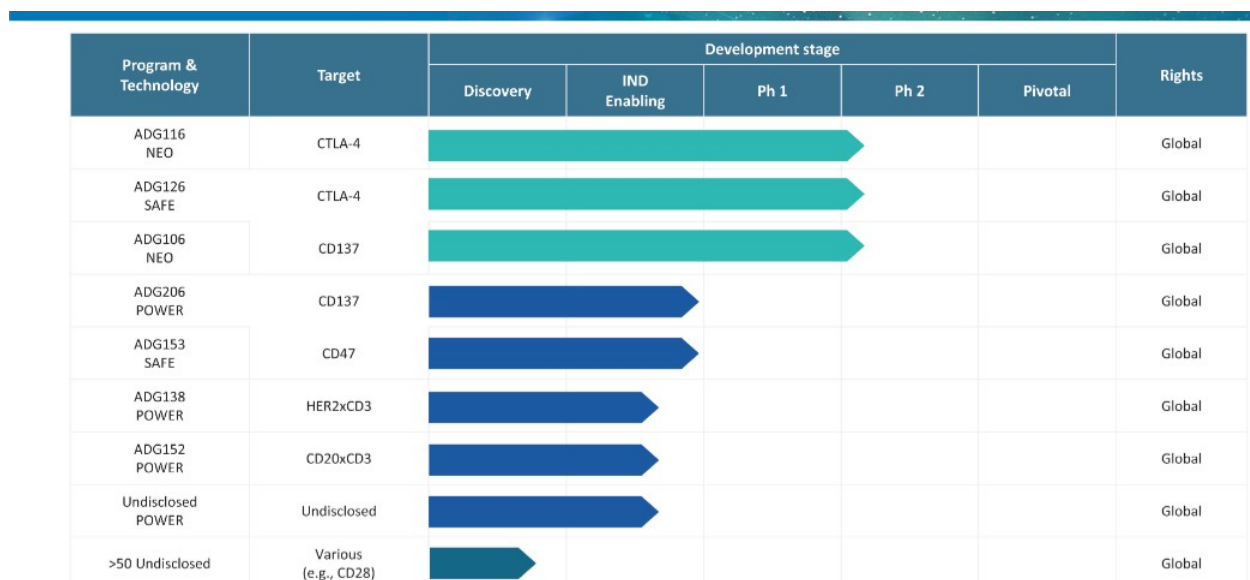 Program &
Technology
Target
Development stage
Rights
Discovery
IND
Enabling
Ph 1
Ph 2
Pivotal
ADG116
NEO
CTLA-4
Global
ADG126
SAFE
CTLA-4
Global
ADG106
NEO
CD137
Global
ADG206
POWER
CD137
Global
ADG153
SAFE
CD47
Global
ADG138
POWER
HER2xCD3
Global
ADG152
POWER
CD20xCD3
Global
Undisclosed
POWER
Undisclosed
Global
>50 Undisclosed
Various
(e.g., CD28)
Global